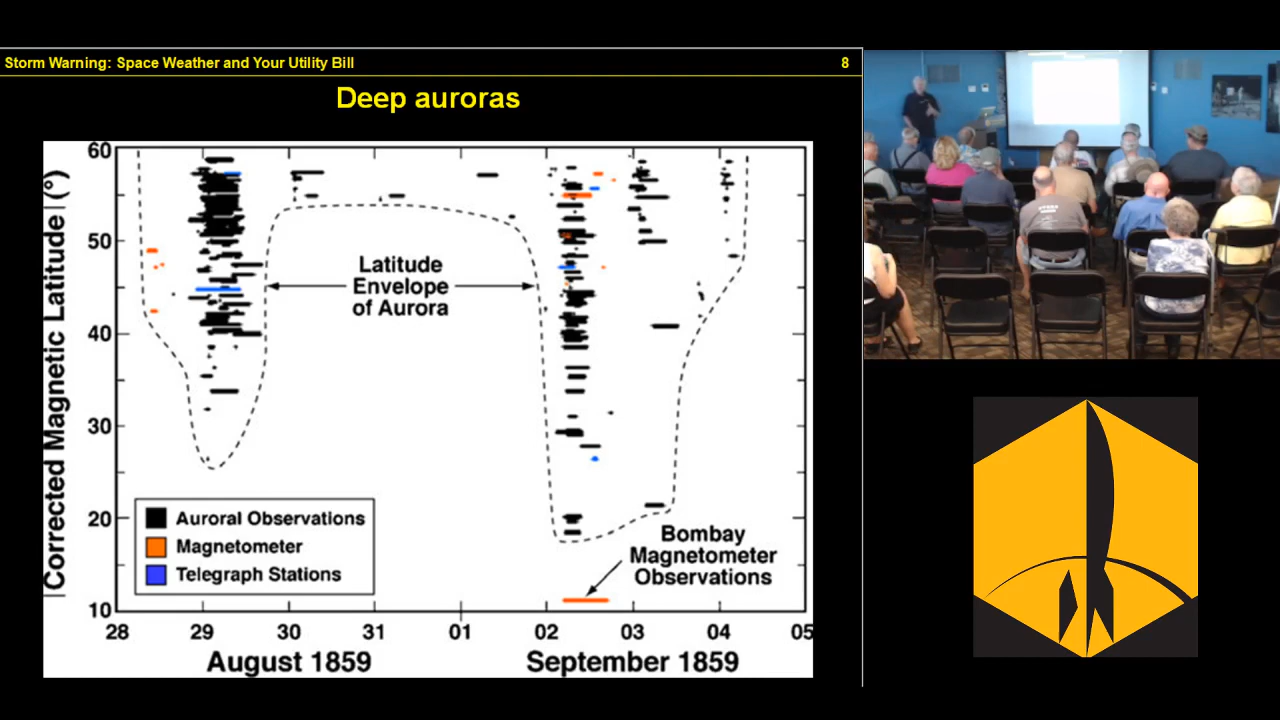 Storm Warning: Space Weather and Your Utility Bill
8
Deep auroras
|Corrected Magnetic Latitude| (°)
60
50
40
30
20
10
Latitude
Envelope
of Aurora
Auroral Observations
Magnetometer
Telegraph Stations
Bombay
Magnetometer
Observations
28 29 30 31 01 02 03 04 05
August 1859 September 1859